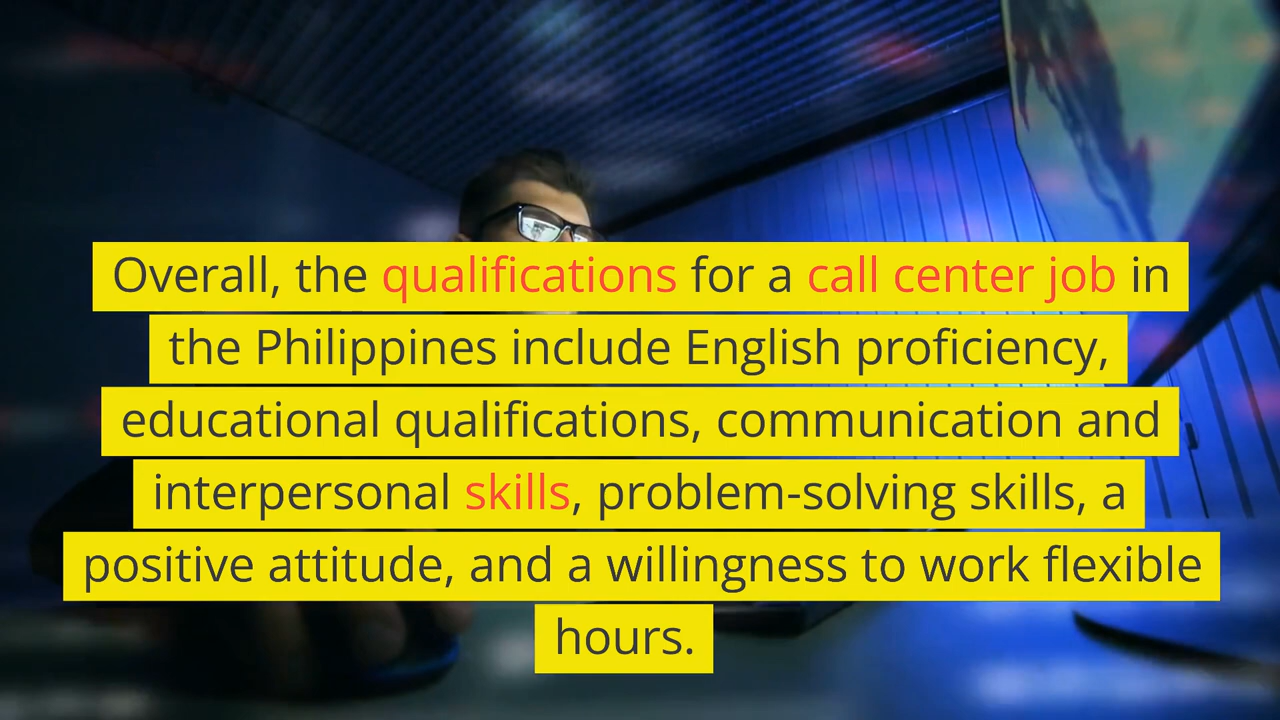 Overall, the qualifications for a call center job in
the Philippines include English proficiency,
educational qualifications, communication and
interpersonal skills, problem-solving skills, a
positive attitude, and a willingness to work flexible
hours.